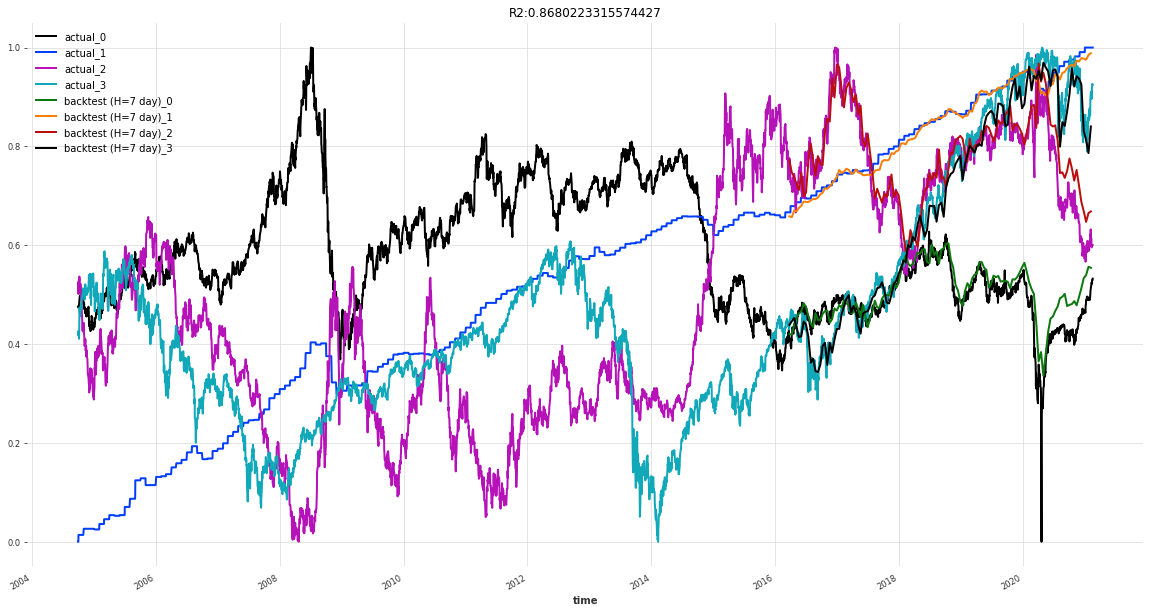 R2:0.8680223315574427
actual_0
actual_1
actual_2
actual_3
backtest (H=7 day)_0
backtest (H=7 day)_1
backtest (H=7 day)_2
backtest (H=7 day)_3
1.0
0.8
0.6
0.4
0.2
0.0
2004 2006 2008 2010 2012 2014 2016 2018 2020
time